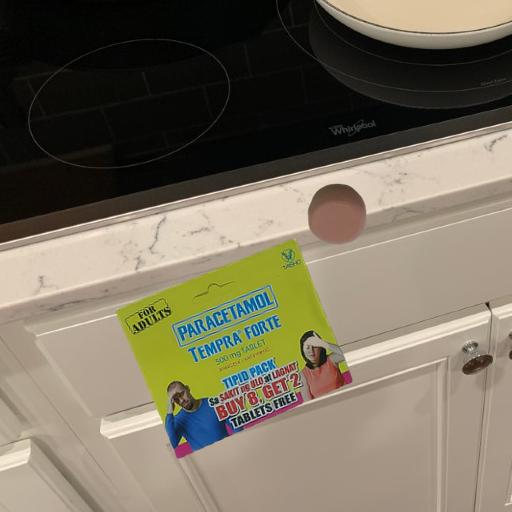 Whirlpool
TAISHO
FOR
ADULTS
PARACETAMOL
TEMPRA® FORTE
500 mg TABLET
TIPID PACK
Sa SAKIT ng ULO at LAGNAT
BUY 8, GET 2
TABLETS FREE